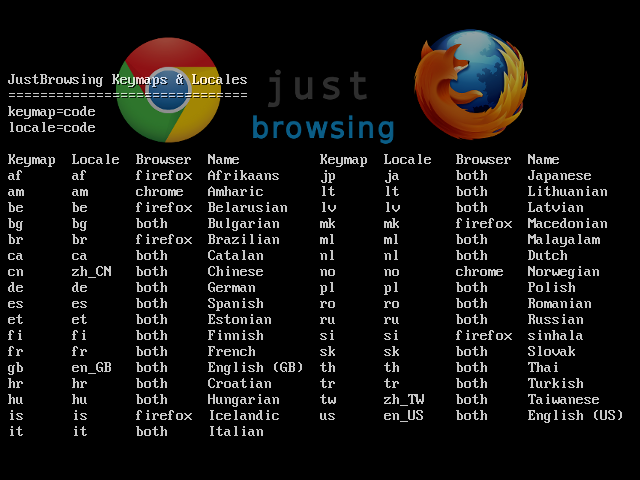 just
browsing
JustBrowsing Keymaps & Locales
==============================
keymap=code
locale=code
Keymap Locale Browser Name Keymap Locale Browser Name
af af firefox Afrikaans jp ja both Japanese
am am chrome Amharic lt lt both Lithuanian
be be firefox Belarusian lv lv both Latvian
bg bg both Bulgarian mk mk firefox Macedonian
br br firefox Brazilian ml ml both Malayalam
ca ca both Catalan nl nl both Dutch
cn zh_CN both Chinese no no chrome Norwegian
de de both German pl pl both Polish
es es both Spanish ro ro both Romanian
et et both Estonian ru ru both Russian
fi fi both Finnish si si firefox sinhala
fr fr both French sk sk both Slovak
gb en_GB both English (GB) th th both Thai
hr hr both Croatian tr tr both Turkish
hu hu both Hungarian tw zh_TW both Taiwanese
is is firefox Icelandic us en_US both English (US)
it it both Italian